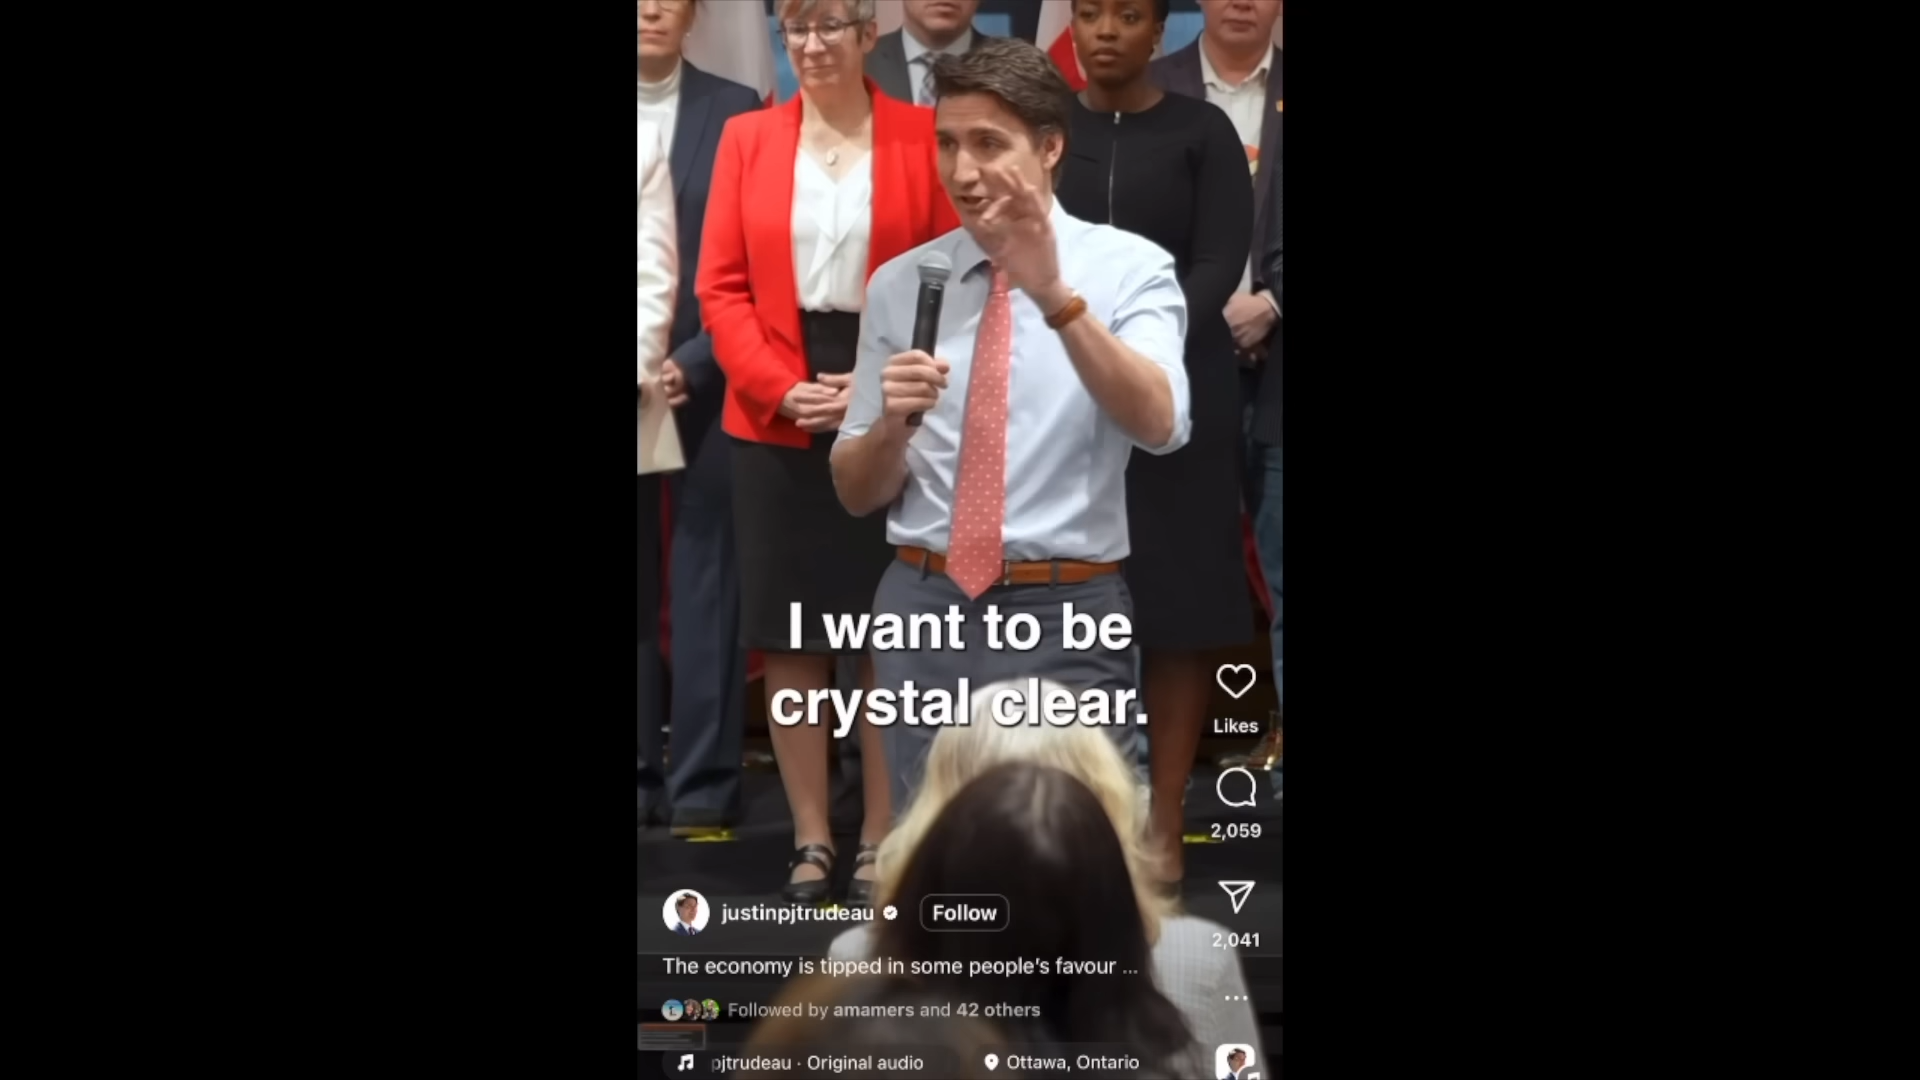 I want to be
crystal clear.
Likes
2,059
2,041
justinpjtrudeau
Follow
The economy is tipped in some people's favour ...
Followed by amamers and 42 others
pjtrudeau · Original audio
Ottawa, Ontario